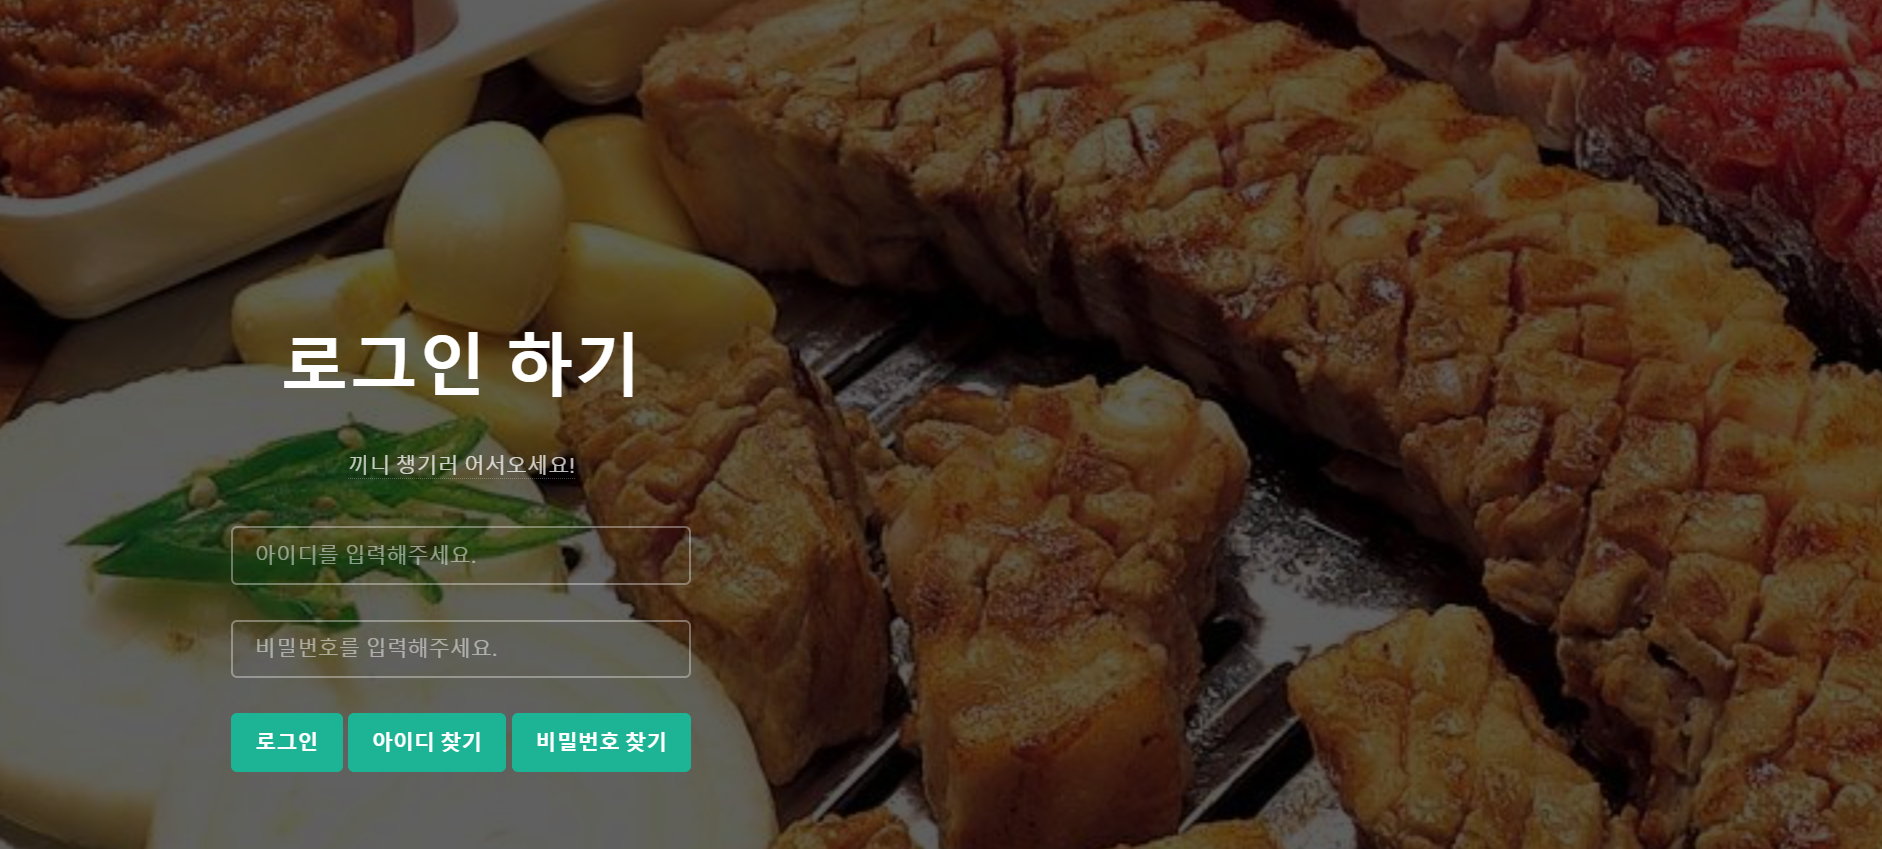 로그인 하기
끼니 챙기러 어서오세요!
아이디를 입력해주세요.
비밀번호를 입력해주세요.
로그인 아이디 찾기 비밀번호 찾기